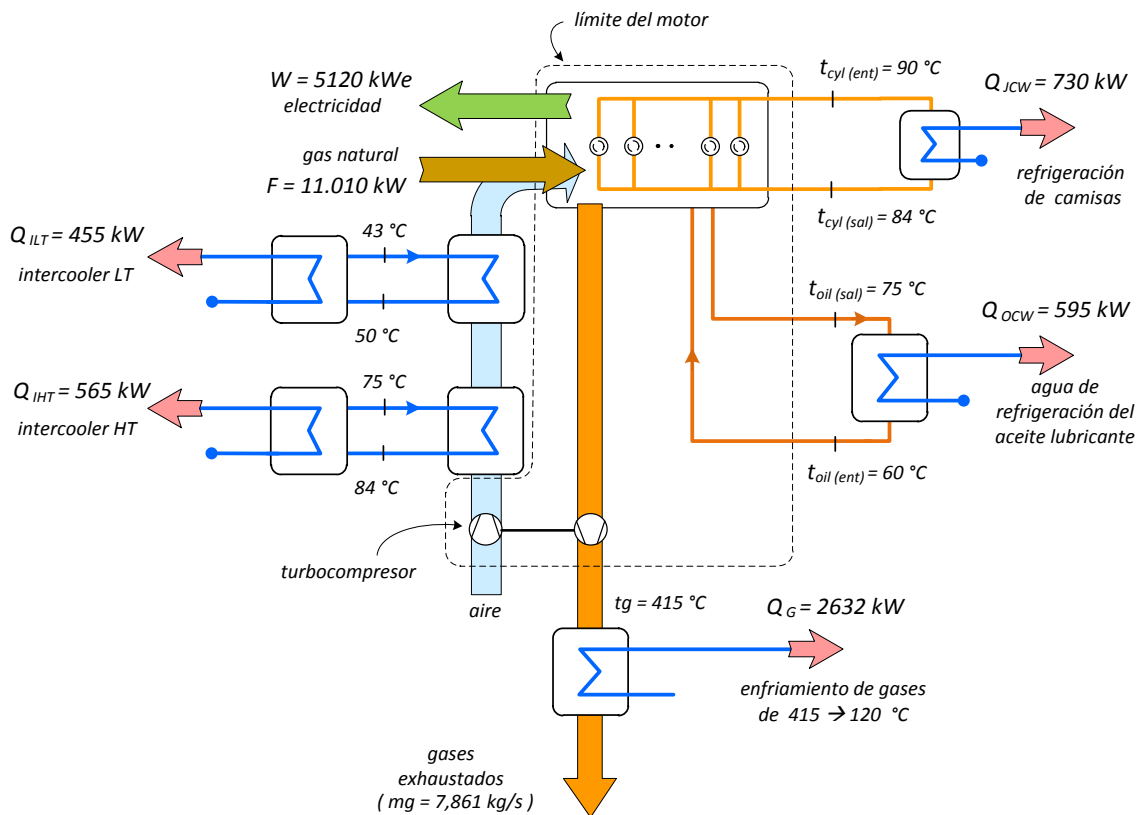 límite del motor
W = 5120 kWe
electricidad
gas natural
F = 11.010 kW
t cyl (ent) = 90 °C
Q JCW = 730 kW
refrigeración
de camisas
t cyl (sal) = 84 °C
Q ILT = 455 kW
intercooler LT
43 °C
50 °C
t oil (sal) = 75 °C
Q OCW = 595 kW
agua de
refrigeración del
aceite lubricante
t oil (ent) = 60 °C
Q IHT = 565 kW
intercooler HT
75 °C
84 °C
turbocompresor
aire
tg = 415 °C
Q G = 2632 kW
enfriamiento de gases
de 415 → 120 °C
gases
exhaustados
( mg = 7,861 kg/s )